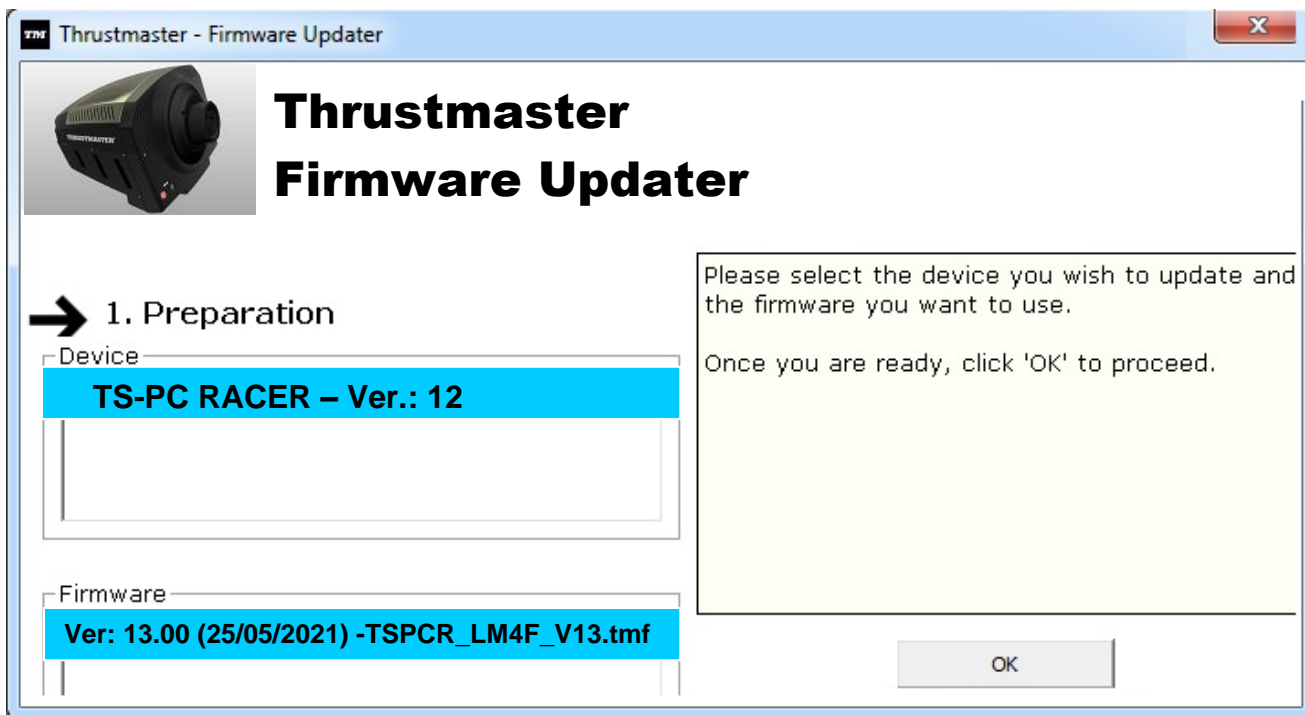 Thrustmaster - Firmware Updater
Thrustmaster
Firmware Updater
THRUSTMASTER
1. Preparation
Device
TS-PC RACER – Ver.: 12
Please select the device you wish to update and
the firmware you want to use.
Once you are ready, click 'OK' to proceed.
Firmware
Ver: 13.00 (25/05/2021) -TSPCR_LM4F_V13.tmf
OK